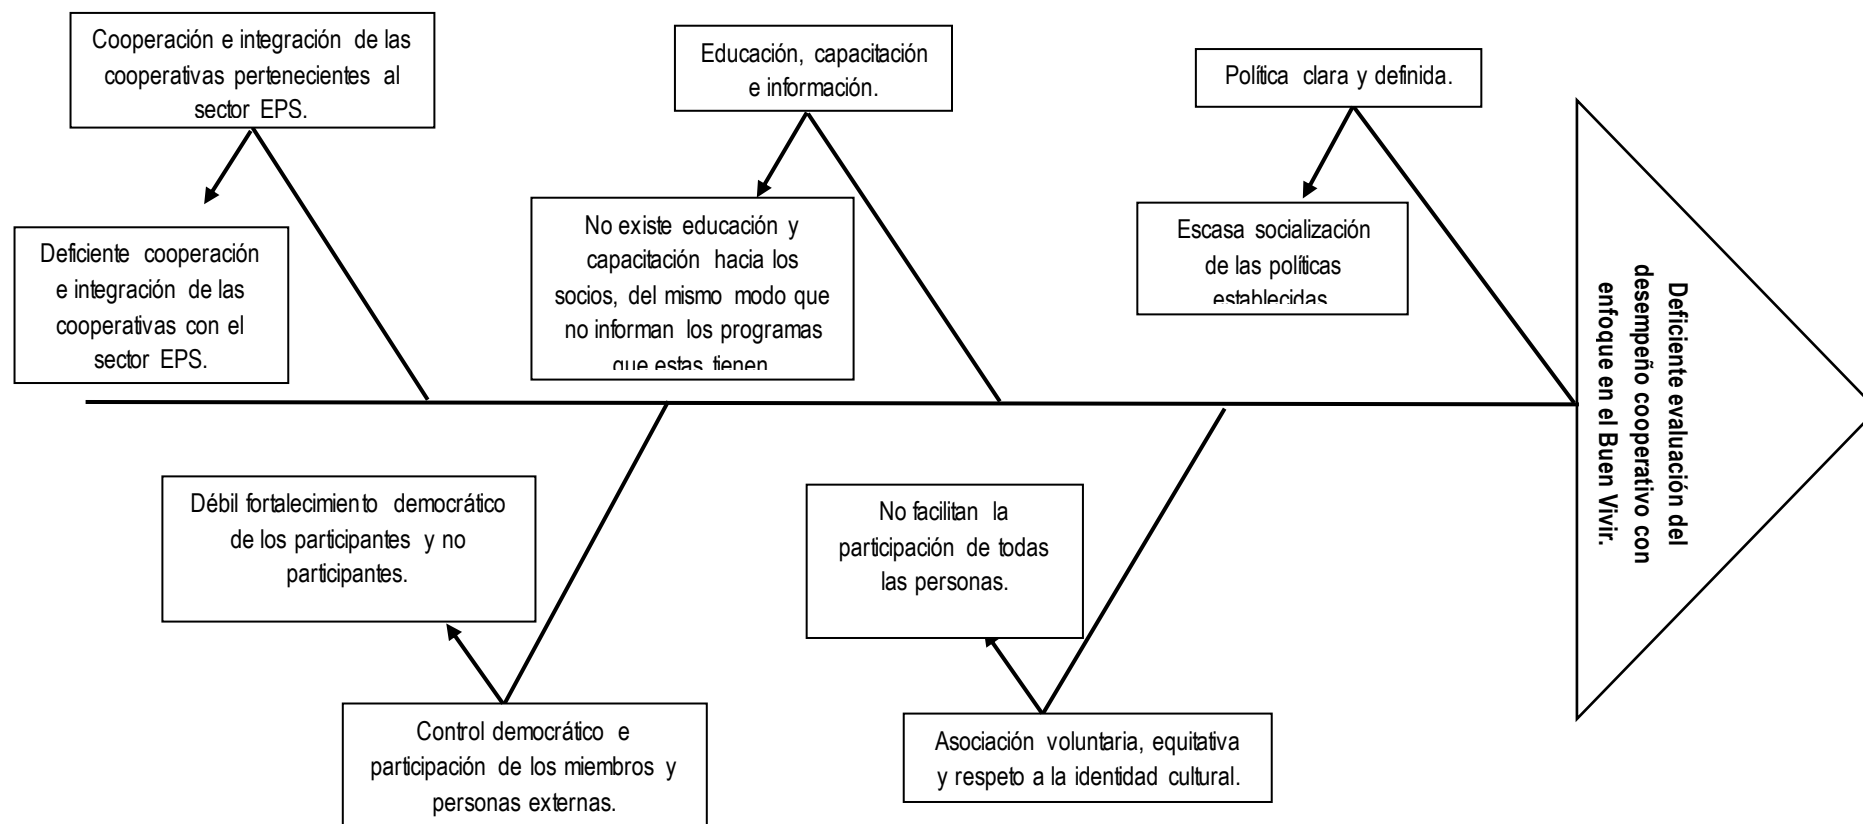 Cooperación e integración de las
cooperativas pertenecientes al
sector EPS.
Educación, capacitación
e información.
Política clara y definida.
Deficiente cooperación
e integración de las
cooperativas con el
sector EPS.
No existe educación y
capacitación hacia los
socios, del mismo modo que
no informan los programas
que estas tienen
Escasa socialización
de las políticas
establecidas
Deficiente evaluación del
desempeño cooperativo con
enfoque en el Buen Vivir.
Débil fortalecimiento democrático
de los participantes y no
participantes.
No facilitan la
participación de todas
las personas.
Control democrático e
participación de los miembros y
personas externas.
Asociación voluntaria, equitativa
y respeto a la identidad cultural.